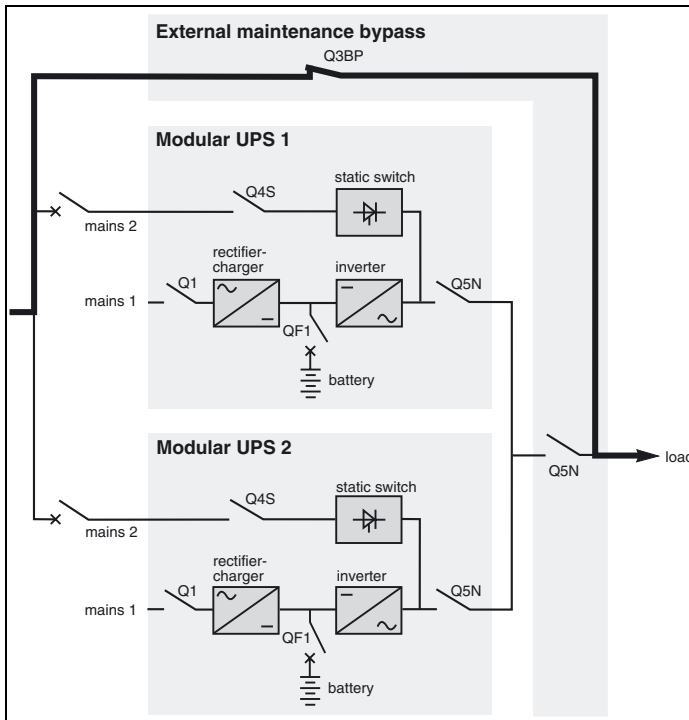 External maintenance bypass
Q3BP
Modular UPS 1
static switch
Q4S
mains 2
rectifier-
charger
inverter
Q1
Q5N
mains 1
QF1
battery
Modular UPS 2
static switch
Q4S
mains 2
rectifier-
charger
inverter
Q1
Q5N
mains 1
QF1
battery
Q5N
load